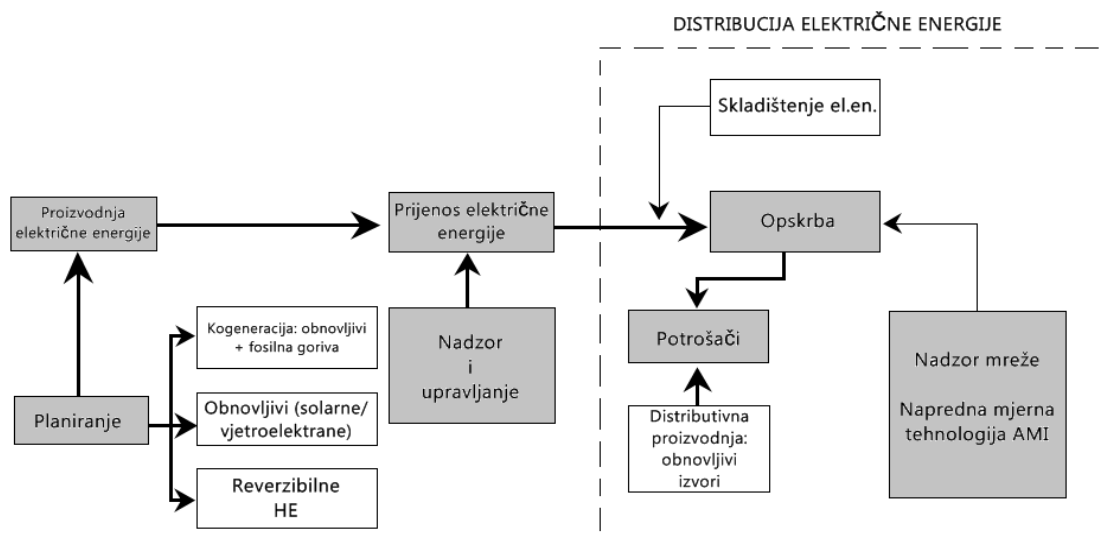 DISTRIBUCIJA ELEKTRIČNE ENERGIJE
Skladištenje el.en.
Proizvodnja
električne energije
Prijenos električne
energije
Opskrba
Kogeneracija: obnovljivi
+ fosilna goriva
Nadzor
i
upravljanje
Potrošači
Nadzor mreže
Napredna mjerna
tehnologija AMI
Planiranje
Obnovljivi (solarne/
vjetroelektrane)
Distributivna
proizvodnja:
obnovljivi
izvori
Reverzibilne
HE